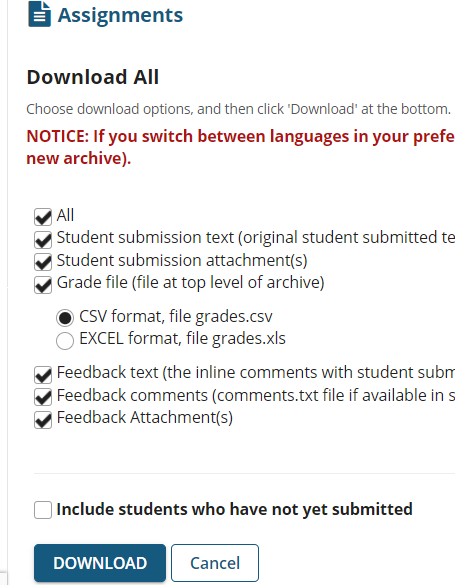 Assignments
Download All
Choose download options, and then click 'Download' at the bottom.
NOTICE: If you switch between languages in your prefe
new archive).
All
Student submission text (original student submitted te
Student submission attachment(s)
Grade file (file at top level of archive)
CSV format, file grades.csv
EXCEL format, file grades.xls
Feedback text (the inline comments with student subm
Feedback comments (comments.txt file if available in s
Feedback Attachment(s)
Include students who have not yet submitted
DOWNLOAD Cancel